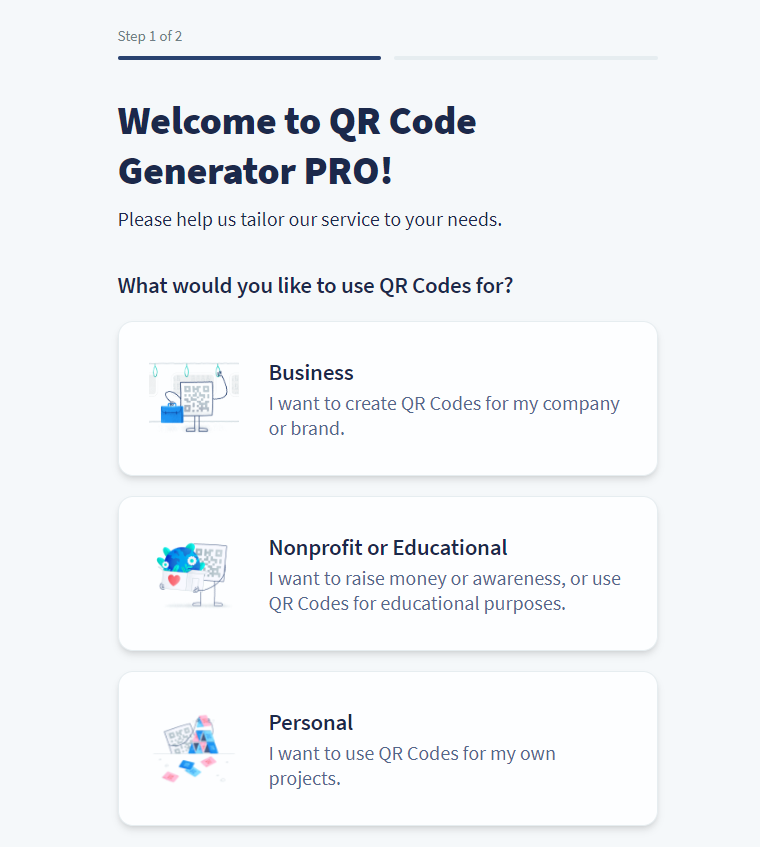 Step 1 of 2
Welcome to QR Code
Generator PRO!
Please help us tailor our service to your needs.
What would you like to use QR Codes for?
Business
I want to create QR Codes for my company
or brand.
Nonprofit or Educational
I want to raise money or awareness, or use
QR Codes for educational purposes.
Personal
I want to use QR Codes for my own
projects.